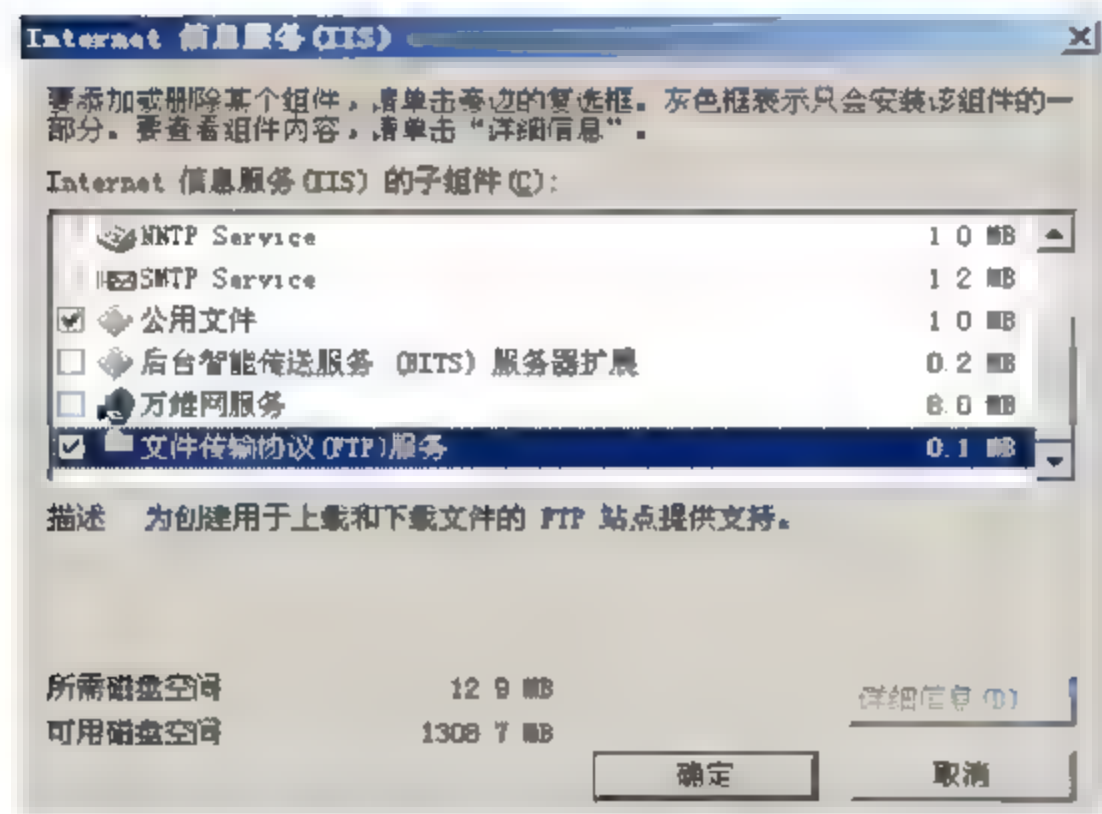 Internet 信息服务(IIS)
要添加或删除某个组件，请单击旁边的复选框。灰色框表示只会安装该组件的一
部分。要查看组件内容，请单击“详细信息”。
Internet 信息服务(IIS) 的子组件(C):
NNTP Service 1 0 MB
SMTP Service 1 2 MB
公用文件 1 0 MB
后台智能传送服务 (BITS) 服务器扩展 0.2 MB
万维网服务 8.0 MB
文件传输协议(FTP)服务 0.1 MB
描述 为创建用于上载和下载文件的 FTP 站点提供支持。
所需磁盘空间 12 9 MB
详细信息(D)
可用磁盘空间 1308 7 MB
确定 取消